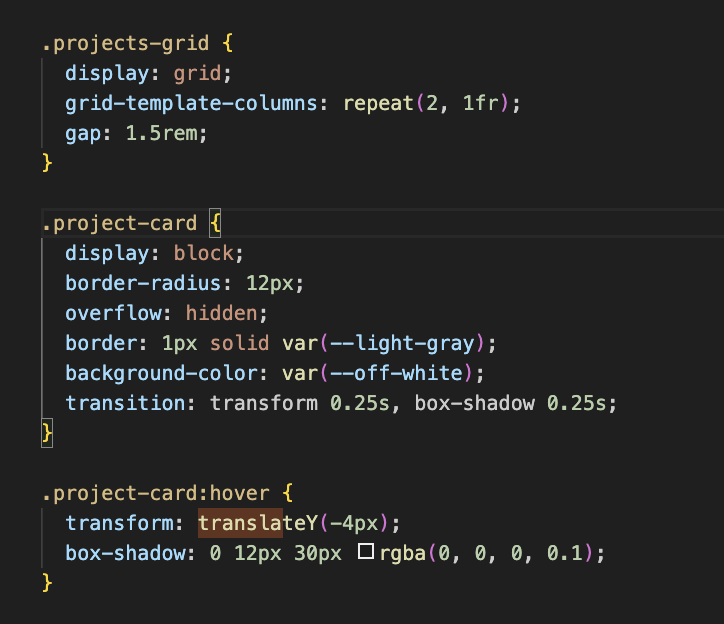 .projects-grid {
display: grid;
grid-template-columns: repeat(2, 1fr);
gap: 1.5rem;
}
.project-card {
display: block;
border-radius: 12px;
overflow: hidden;
border: 1px solid var(--light-gray);
background-color: var(--off-white);
transition: transform 0.25s, box-shadow 0.25s;
}
.project-card:hover {
transform: translateY(-4px);
box-shadow: 0 12px 30px rgba(0, 0, 0, 0.1);
}